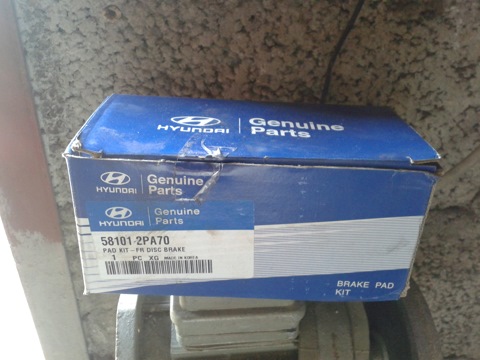 HYUNDAI
Genuine
Parts
HYUNDAI
Genuine
Parts
HYUNDAI
Genuine
Parts
58101-2PA70
PAD KIT-FR DISC BRAKE
1 PC XG MADE IN KOREA
BRAKE PAD
KIT